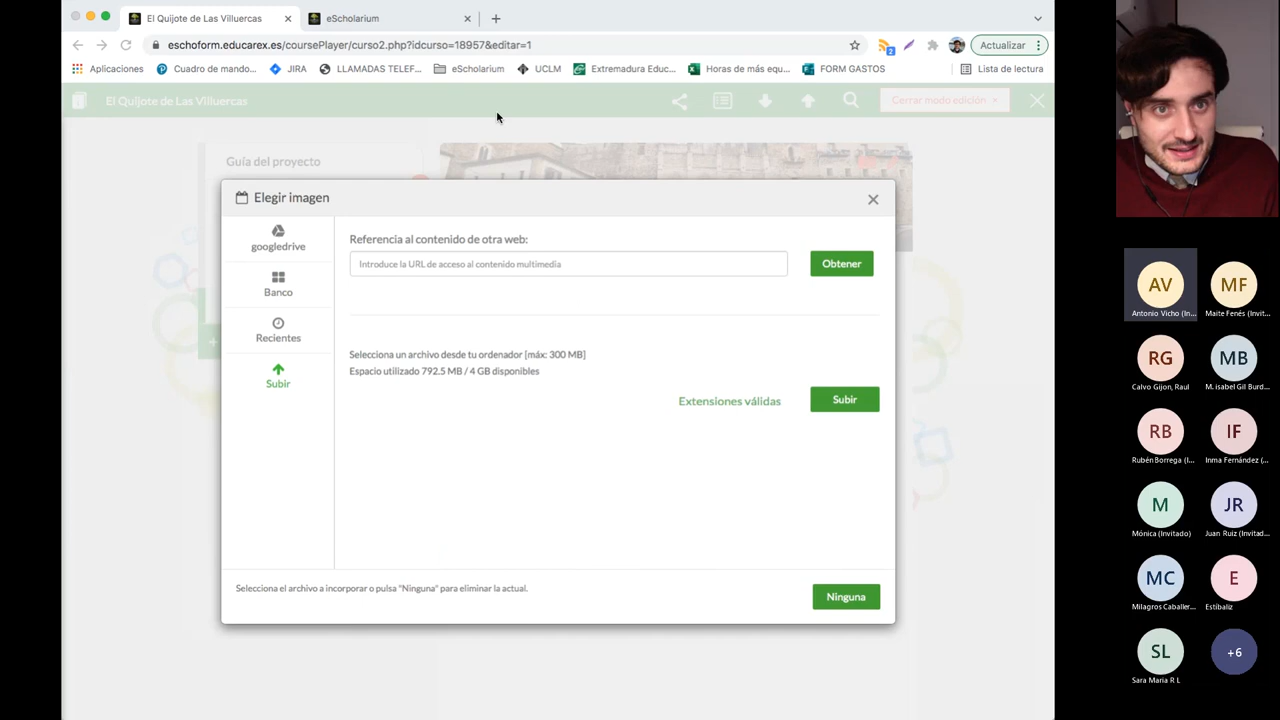 El Quijote de Las Villuercas
eScholarium
eschoform.educarex.es/coursePlayer/curso2.php?idcurso=18957&editar=1
2
Actualizar
Aplicaciones
Cuadro de mando...
JIRA
LLAMADAS TELEF...
eScholarium
UCLM
Extremadura Educ...
Horas de más equ...
FORM GASTOS
Lista de lectura
El Quijote de Las Villuercas
Cerrar modo edición
Guía del proyecto
Elegir imagen
googledrive
Banco
Recientes
Subir
Referencia al contenido de otra web:
Introduce la URL de acceso al contenido multimedia
Obtener
Selecciona un archivo desde tu ordenador [máx: 300 MB]
Espacio utilizado 792.5 MB / 4 GB disponibles
Extensiones válidas
Subir
Selecciona el archivo a incorporar o pulsa "Ninguna" para eliminar la actual.
Ninguna
AV
Antonio Vicho (In...
MF
Maite Fenés (Invit...
RG
Calvo Gijon, Raul
MB
M. isabel Gil Burd...
RB
Rubén Borrega (I...
IF
Inma Fernández (...
M
Mónica (Invitado)
JR
Juan Ruiz (Invitad...
MC
Milagros Caballer...
E
Estíbaliz
SL
Sara Maria R L
+6